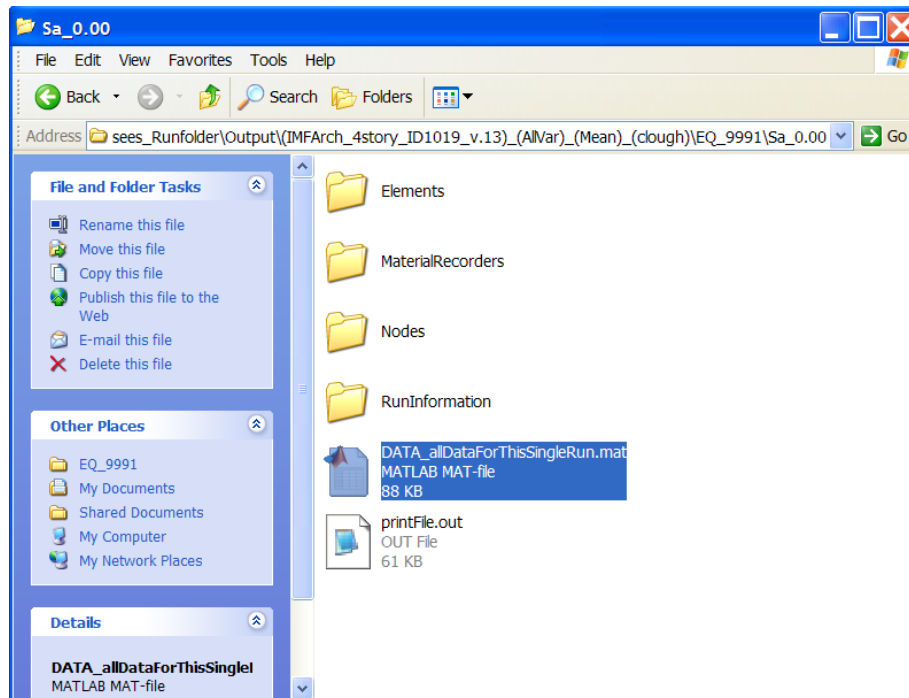 Sa_0.00
File Edit View Favorites Tools Help
Back Search Folders
Address sees_Runfolder\Output\(IMFArch_4story_ID1019_v.13)_(AllVar)_(Mean)_(clough)\EQ_9991\Sa_0.00 Go
File and Folder Tasks
Rename this file
Move this file
Copy this file
Publish this file to the
Web
E-mail this file
Delete this file
Other Places
EQ_9991
My Documents
Shared Documents
My Computer
My Network Places
Details
DATA_allDataForThisSingleI
MATLAB MAT-file
Elements
MaterialRecorders
Nodes
RunInformation
DATA_allDataForThisSingleRun.mat
MATLAB MAT-file
88 KB
printFile.out
OUT File
61 KB